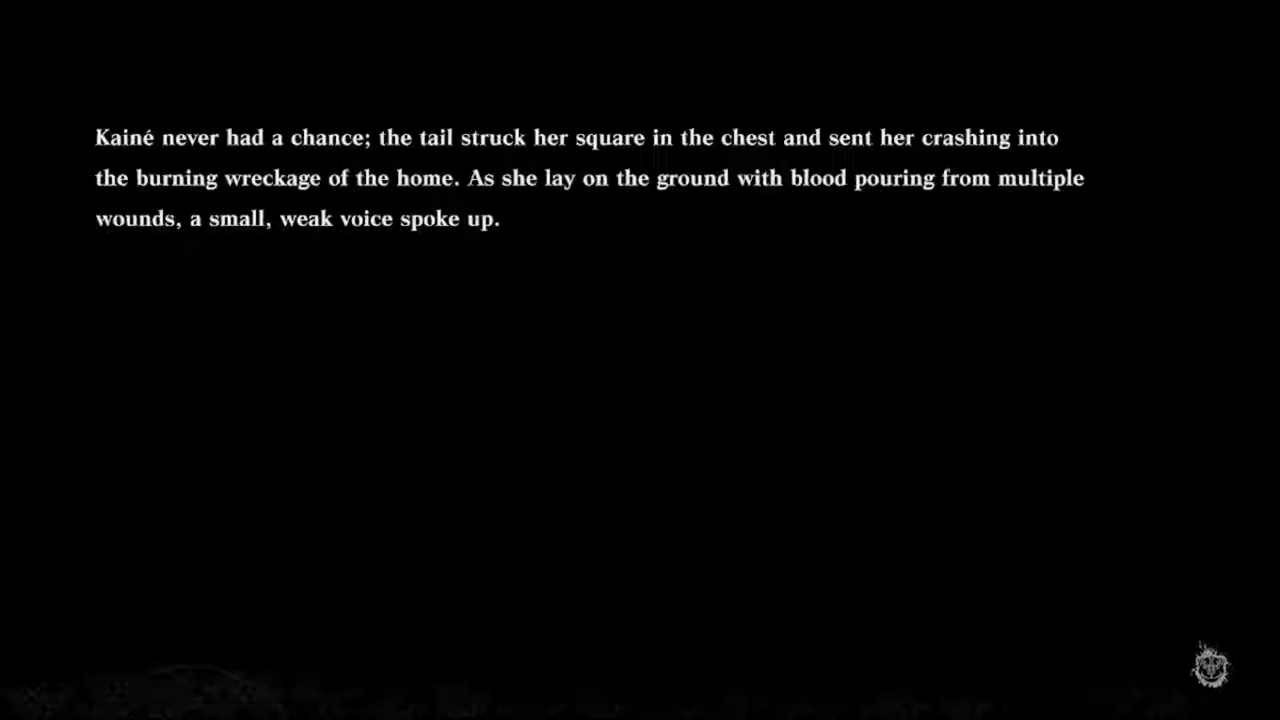 Kainé never had a chance; the tail struck her square in the chest and sent her crashing into
the burning wreckage of the home. As she lay on the ground with blood pouring from multiple
wounds, a small, weak voice spoke up.